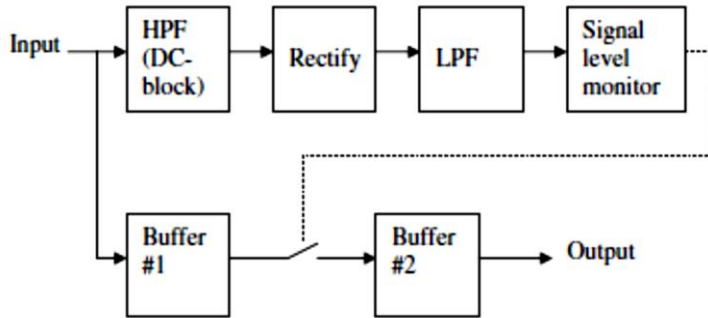 Input
HPF
(DC-
block)
Rectify
LPF
Signal
level
monitor
Buffer
#1
Buffer
#2
Output